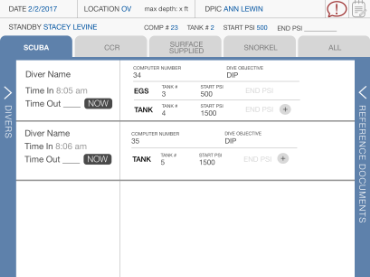 DATE 2/2/2017 LOCATION OV max depth: x ft DPIC ANN LEWIN
STANDBY STACEY LEVINE COMP # 23 TANK # 2 START PSI 500 END PSI ________
SCUBA CCR SURFACE SUPPLIED SNORKEL ALL
DIVERS
Diver Name
Time In 8:05 am
Time Out ____ NOW
COMPUTER NUMBER DIVE OBJECTIVE
34 DIP
EGS TANK # 3 START PSI 500 END PSI
TANK TANK # 4 START PSI 1500 END PSI +
Diver Name
Time In 8:06 am
Time Out ____ NOW
COMPUTER NUMBER DIVE OBJECTIVE
35 DIP
TANK TANK # 5 START PSI 1500 END PSI +
REFERENCE DOCUMENTS